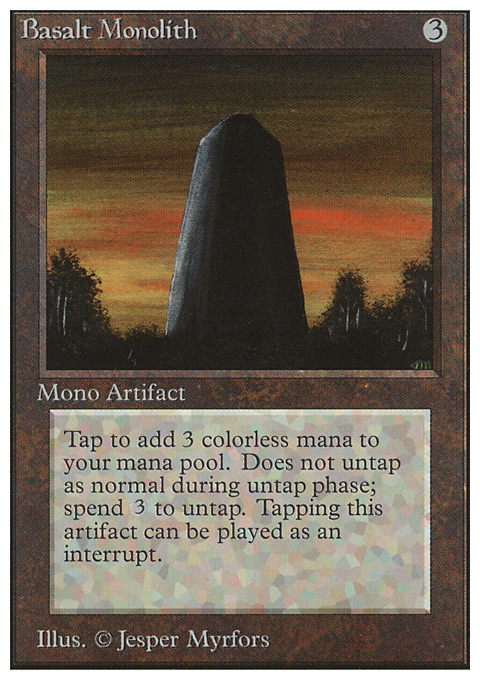 Basalt Monolith 3
Mono Artifact
Tap to add 3 colorless mana to
your mana pool. Does not untap
as normal during untap phase;
spend 3 to untap. Tapping this
artifact can be played as an
interrupt.
Illus. © Jesper Myrfors